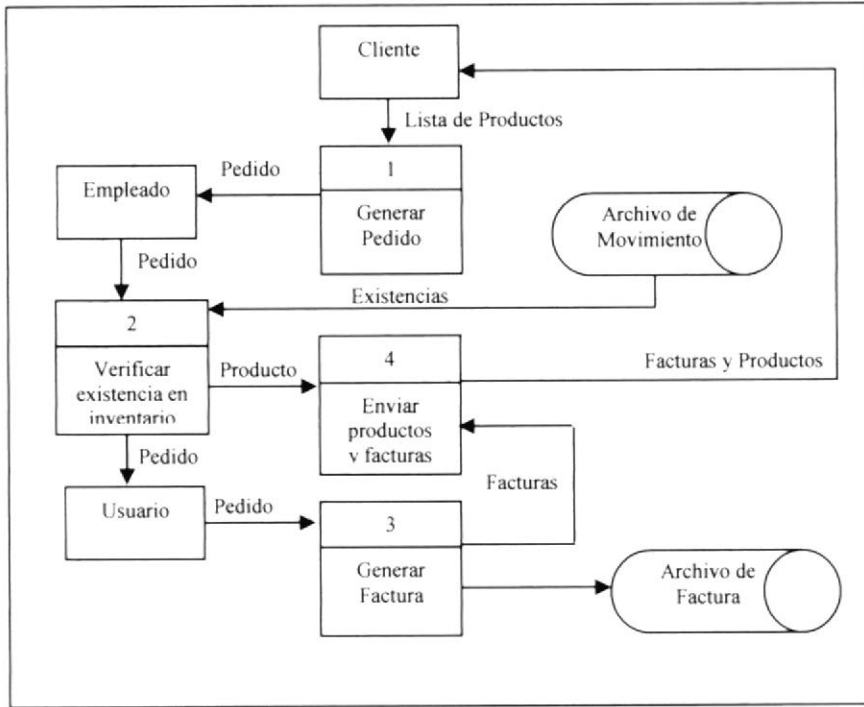 Cliente
Lista de Productos
1
Generar
Pedido
Pedido
Empleado
Pedido
Archivo de
Movimiento
Existencias
2
Verificar
existencia en
inventario
Producto
4
Enviar
productos
y facturas
Facturas y Productos
Pedido
Usuario
Pedido
3
Generar
Factura
Facturas
Archivo de
Factura